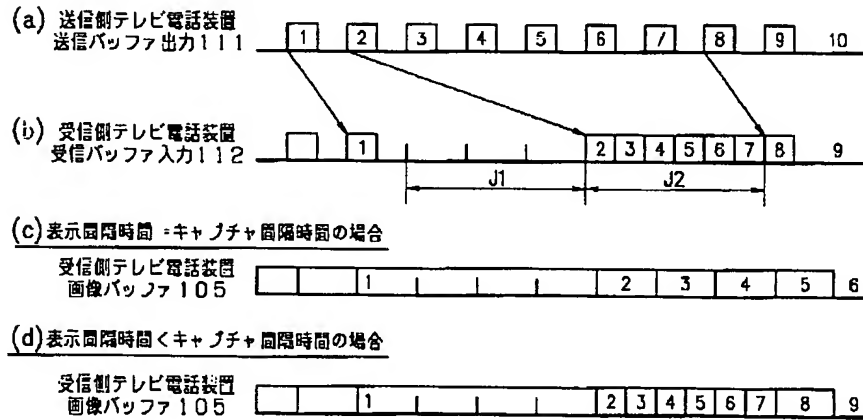 (a) 送信側テレビ電話装置
送信バッファ出力111
1 2 3 4 5 6 7 8 9 10
(b) 受信側テレビ電話装置
受信バッファ入力112
1 2 3 4 5 6 7 8 9
J1 J2
(c) 表示間隔時間=キャプチャ間隔時間の場合
受信側テレビ電話装置
画像バッファ105
1 2 3 4 5 6
(d) 表示間隔時間<キャプチャ間隔時間の場合
受信側テレビ電話装置
画像バッファ105
1 2 3 4 5 6 7 8 9